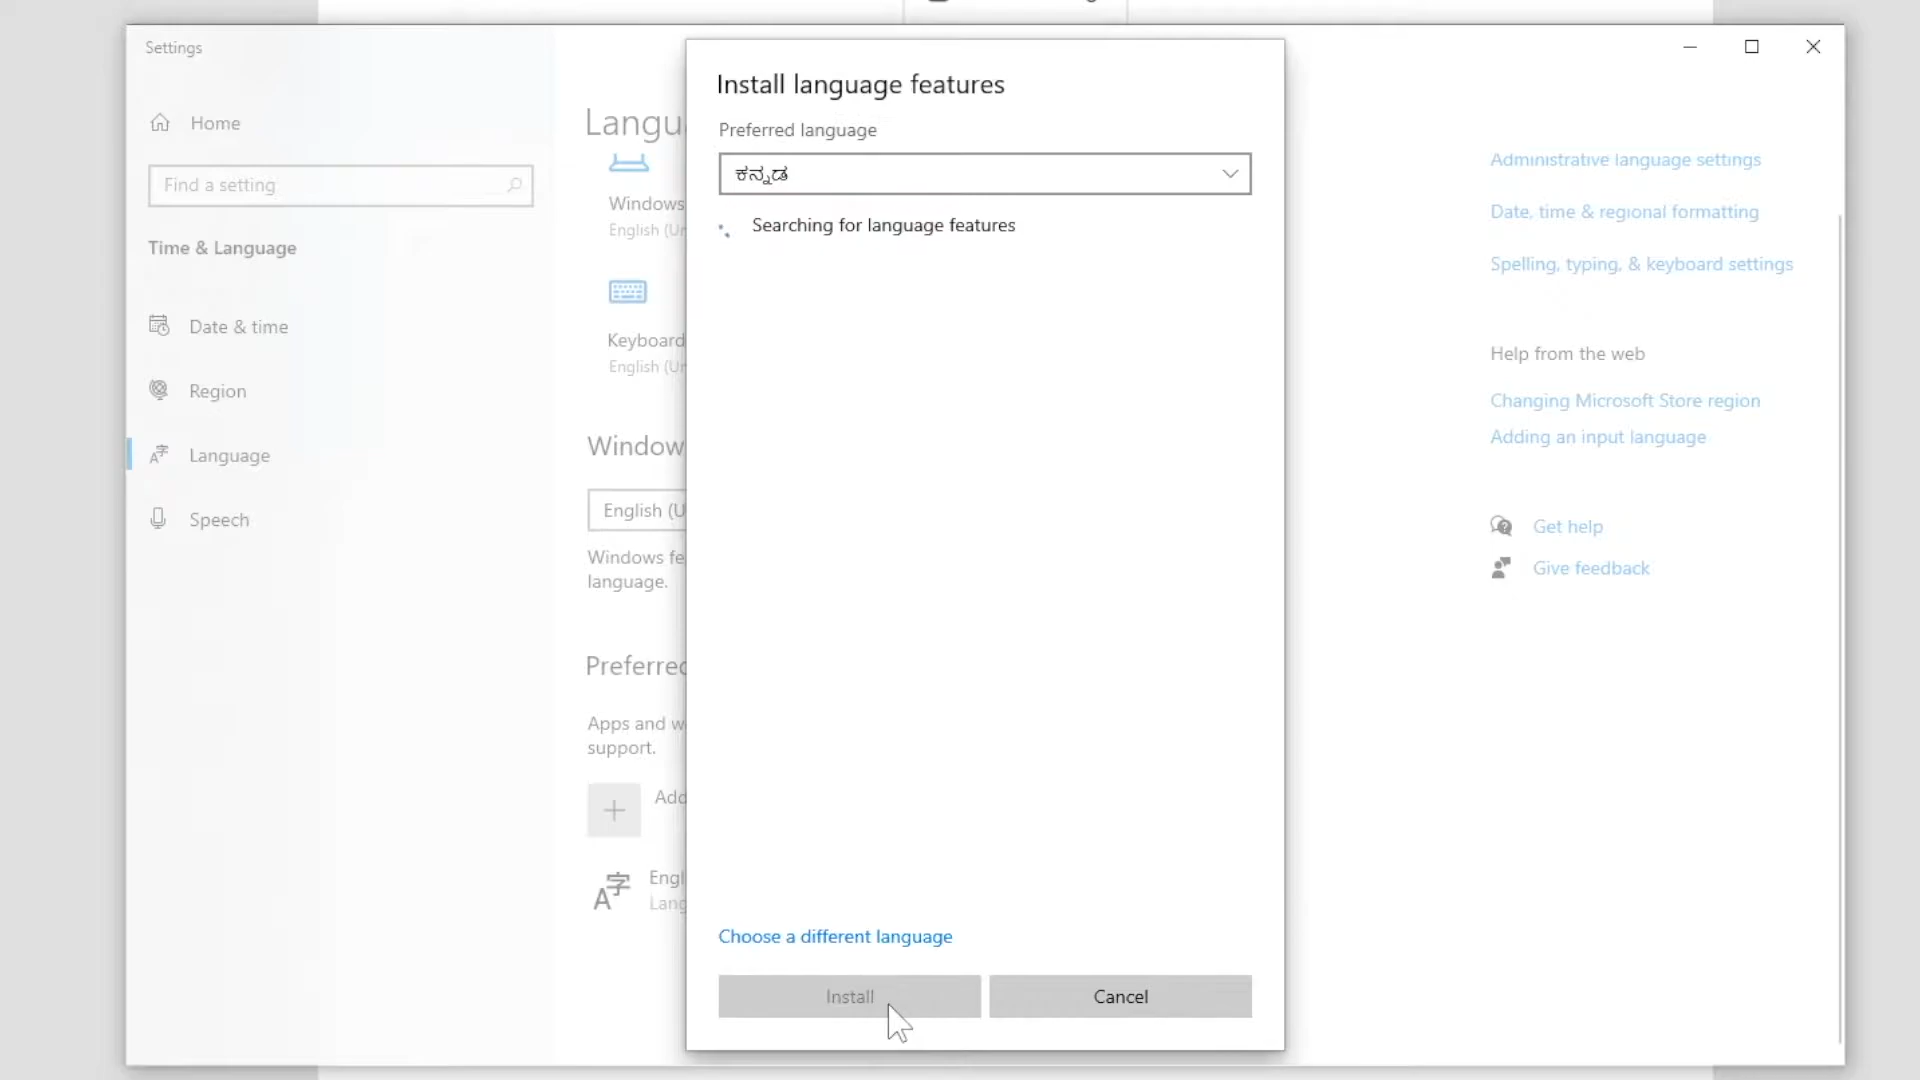 Settings
Home
Find a setting
Time & Language
Date & time
Region
Language
Speech
Langu
Windows
English (Un
Keyboard
English (Un
Window
English (U
Windows fe
language.
Preferred
Apps and w
support.
Add
Engl
Lang
Install language features
Preferred language
ಕನ್ನಡ
Searching for language features
Choose a different language
Install
Cancel
Administrative language settings
Date, time & regional formatting
Spelling, typing, & keyboard settings
Help from the web
Changing Microsoft Store region
Adding an input language
Get help
Give feedback